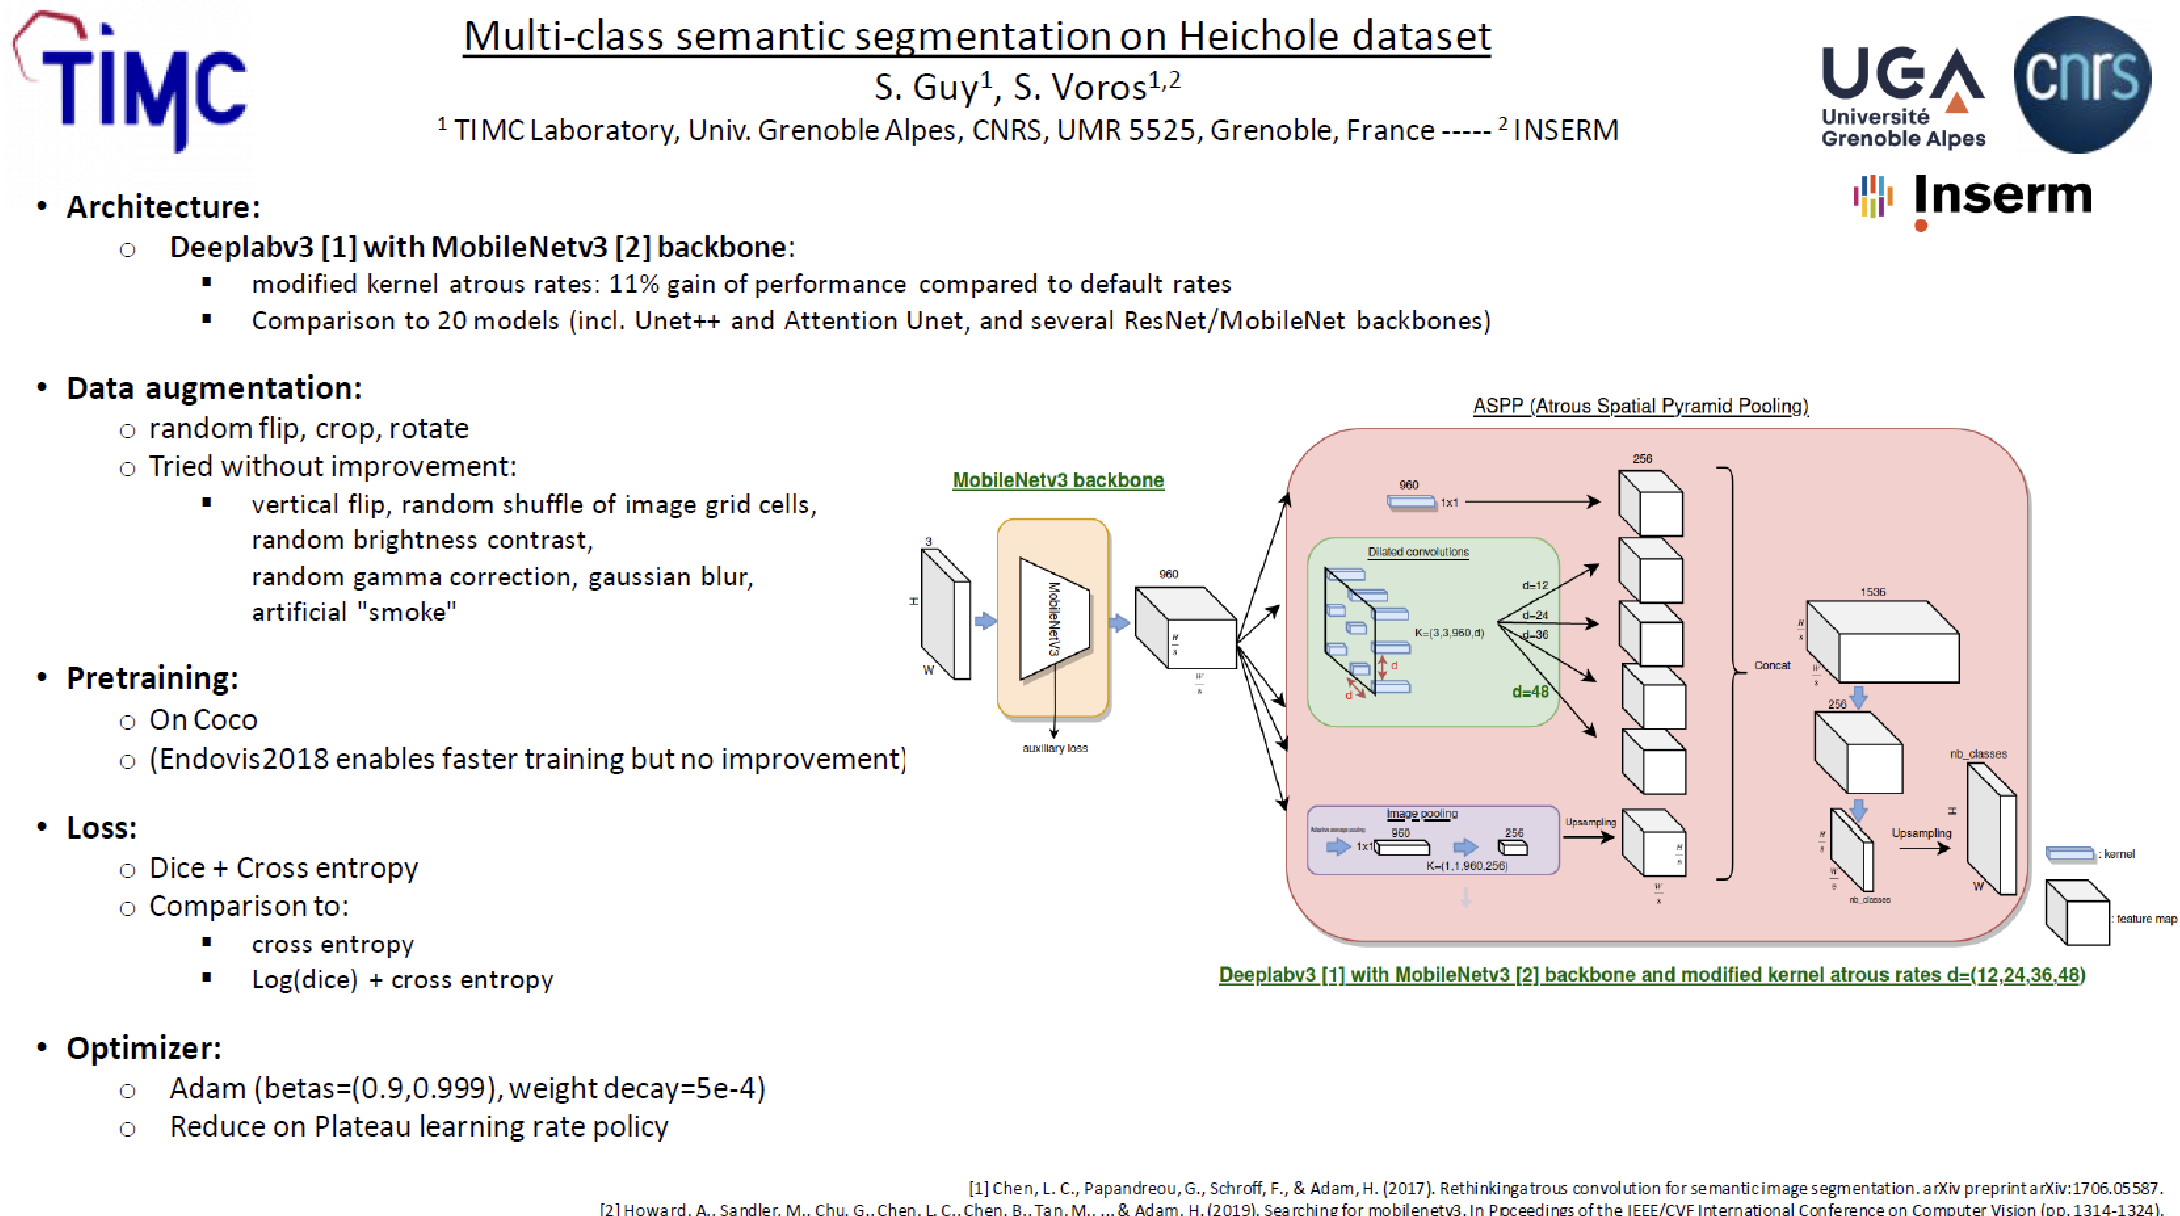 TIMC
Multi-class semantic segmentation on Heichole dataset
S. Guy1, S. Voros1,2
1 TIMC Laboratory, Univ. Grenoble Alpes, CNRS, UMR 5525, Grenoble, France ----- 2 INSERM
UGA
Université
Grenoble Alpes
cnrs
Inserm
• Architecture:
○ Deeplabv3 [1] with MobileNetv3 [2] backbone:
▪ modified kernel atrous rates: 11% gain of performance compared to default rates
▪ Comparison to 20 models (incl. Unet++ and Attention Unet, and several ResNet/MobileNet backbones)
• Data augmentation:
○ random flip, crop, rotate
○ Tried without improvement:
▪ vertical flip, random shuffle of image grid cells,
random brightness contrast,
random gamma correction, gaussian blur,
artificial "smoke"
• Pretraining:
○ On Coco
○ (Endovis2018 enables faster training but no improvement)
• Loss:
○ Dice + Cross entropy
○ Comparison to:
▪ cross entropy
▪ Log(dice) + cross entropy
• Optimizer:
○ Adam (betas=(0.9,0.999), weight decay=5e-4)
○ Reduce on Plateau learning rate policy
MobileNetv3 backbone
3
H
W
MobileNetV3
auxiliary loss
960
H
s
W
s
ASPP (Atrous Spatial Pyramid Pooling)
960
1x1
256
Dilated convolutions
K=(3,3,960,d)
d
d
d=12
d=24
d=36
d=48
Image pooling
1x1
960
256
K=(1,1,960,256)
Upsampling
H
s
W
s
Concat
1536
H
s
W
s
256
H
s
W
s
nb_classes
Upsampling
nb_classes
H
W
: kernel
: feature map
Deeplabv3 [1] with MobileNetv3 [2] backbone and modified kernel atrous rates d=(12,24,36,48)
[1] Chen, L. C., Papandreou, G., Schroff, F., & Adam, H. (2017). Rethinking atrous convolution for semantic image segmentation. arXiv preprint arXiv:1706.05587.
[2] Howard, A., Sandler, M., Chu, G., Chen, L. C., Chen, B., Tan, M., ... & Adam, H. (2019). Searching for mobilenetv3. In Pcceedings of the IEEE/CVF International Conference on Computer Vision (pp. 1314-1324).